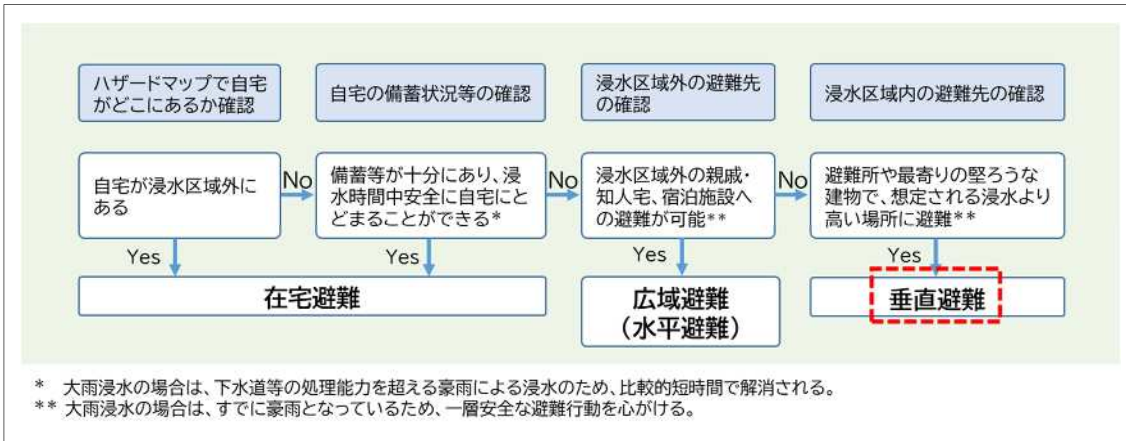 ハザードマップで自宅
がどこにあるか確認
自宅の備蓄状況等の確認
浸水区域外の避難先
の確認
浸水区域内の避難先の確認
自宅が浸水区域外に
ある
No
備蓄等が十分にあり、浸
水時間中安全に自宅にと
どまることができる*
No
浸水区域外の親戚・
知人宅、宿泊施設へ
の避難が可能**
No
避難所や最寄りの堅ろうな
建物で、想定される浸水より
高い場所に避難**
Yes
Yes
Yes
Yes
在宅避難
広域避難
(水平避難)
垂直避難
* 大雨浸水の場合は、下水道等の処理能力を超える豪雨による浸水のため、比較的短時間で解消される。
** 大雨浸水の場合は、すでに豪雨となっているため、一層安全な避難行動を心がける。